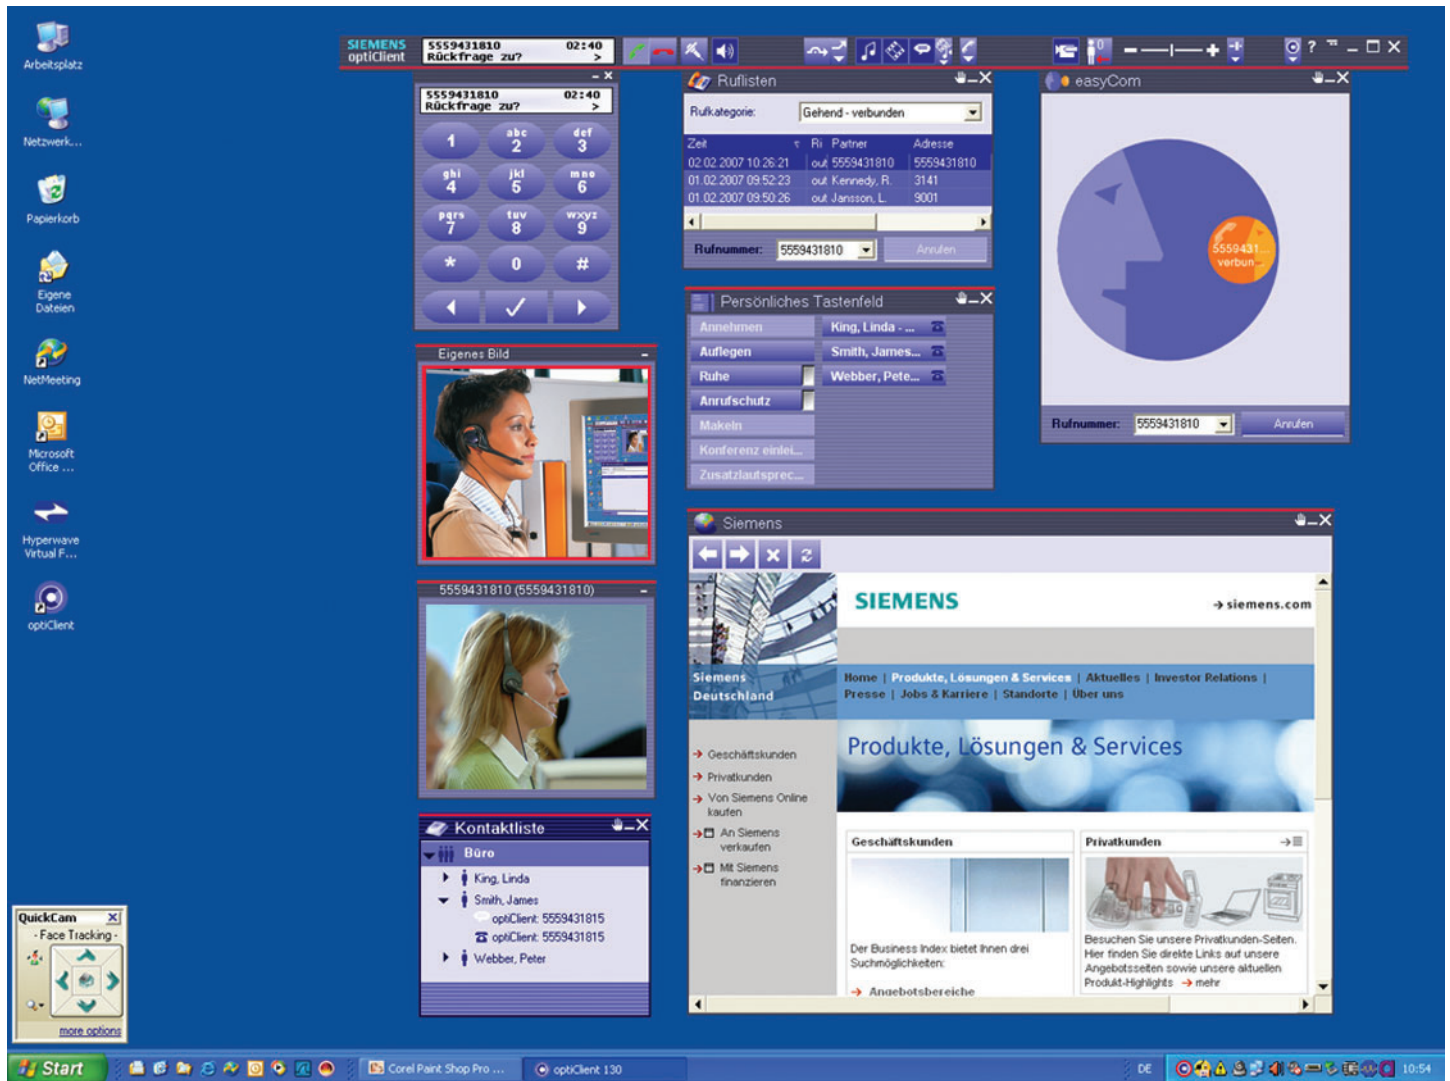 Arbeitsplatz
Netzwerk...
Papierkorb
Eigene
Dateien
NetMeeting
Microsoft
Office ...
Hyperwave
Virtual F...
optiClient
SIEMENS
optiClient
5559431810 02:40
Rückfrage zu? >
5559431810 02:40
Rückfrage zu? >
1
abc
2
def
3
ghi
4
jkl
5
mno
6
pqrs
7
tuv
8
wxyz
9
* 0 #
Eigenes Bild
5559431810 (5559431810)
Kontaktliste
Büro
King, Linda
Smith, James
optiClient: 5559431815
optiClient: 5559431815
Webber, Peter
Ruflisten
Rufkategorie: Gehend - verbunden
Zeit Ri Partner Adresse
02.02.2007 10:26:21 out 5559431810 5559431810
01.02.2007 09:52:23 out Kennedy, R. 3141
01.02.2007 09:50:26 out Jansson, L. 9001
Rufnummer: 5559431810 Anrufen
Persönliches Tastenfeld
Annehmen King, Linda - ...
Auflegen Smith, James...
Ruhe Webber, Pete...
Anrufschutz
Makeln
Konferenz einlei...
Zusatzlautsprec...
easyCom
5559431...
verbun...
Rufnummer: 5559431810 Anrufen
Siemens
SIEMENS
siemens.com
Siemens
Deutschland
Home | Produkte, Lösungen & Services | Aktuelles | Investor Relations |
Presse | Jobs & Karriere | Standorte | Über uns
Produkte, Lösungen & Services
Geschäftskunden
Privatkunden
Von Siemens Online
kaufen
An Siemens
verkaufen
Mit Siemens
finanzieren
Geschäftskunden
Der Business Index bietet Ihnen drei
Suchmöglichkeiten:
Angebotsbereiche
Privatkunden
Besuchen Sie unsere Privatkunden-Seiten.
Hier finden Sie direkte Links auf unsere
Angebotsseiten sowie unsere aktuellen
Produkt-Highlights mehr
QuickCam
- Face Tracking -
more options
Start
Corel Paint Shop Pro ...
optiClient 130
DE
10:54